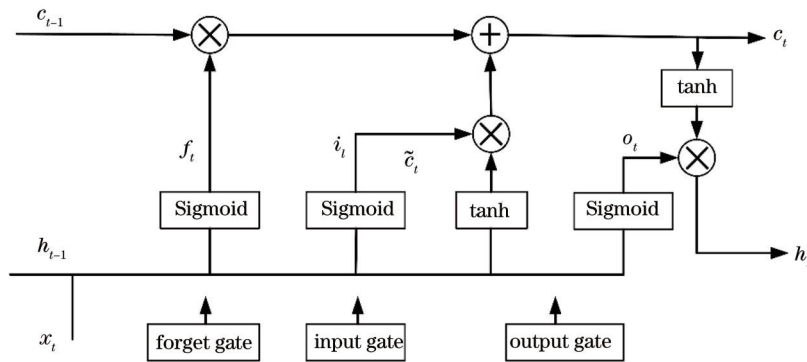 c_{t-1}
c_t
tanh
f_t
i_t
c̃_t
o_t
Sigmoid
Sigmoid
tanh
Sigmoid
h_{t-1}
h_t
x_t
forget gate
input gate
output gate